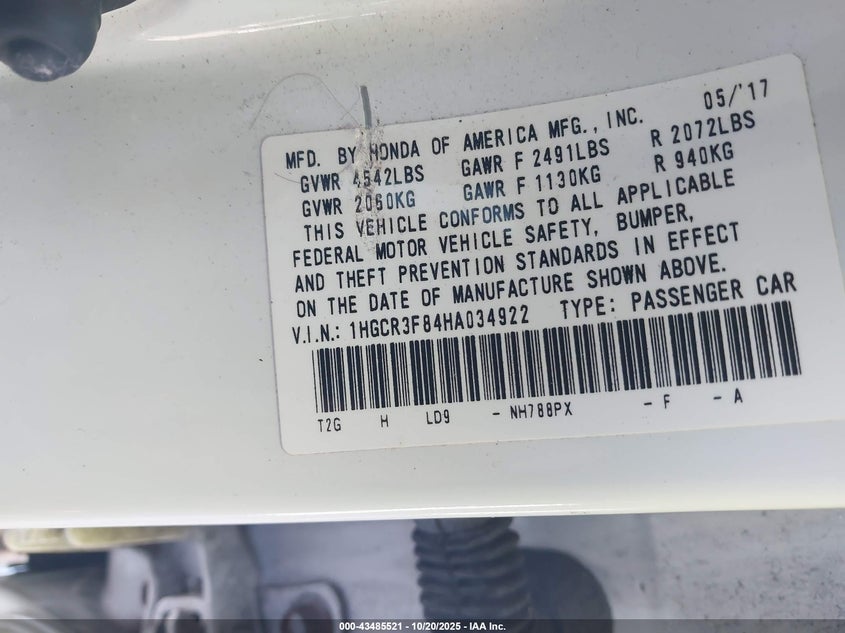 05/'17
MFD. BY HONDA OF AMERICA MFG., INC.
GVWR 4542LBS GAWR F 2491LBS R 2072LBS
GVWR 2060KG GAWR F 1130KG R 940KG
THIS VEHICLE CONFORMS TO ALL APPLICABLE
FEDERAL MOTOR VEHICLE SAFETY, BUMPER,
AND THEFT PREVENTION STANDARDS IN EFFECT
ON THE DATE OF MANUFACTURE SHOWN ABOVE.
V.I.N.: 1HGCR3F84HA034922 TYPE: PASSENGER CAR
T2G H LD9 - NH788PX - F - A
000-43485521 - 10/20/2025 - IAA Inc.